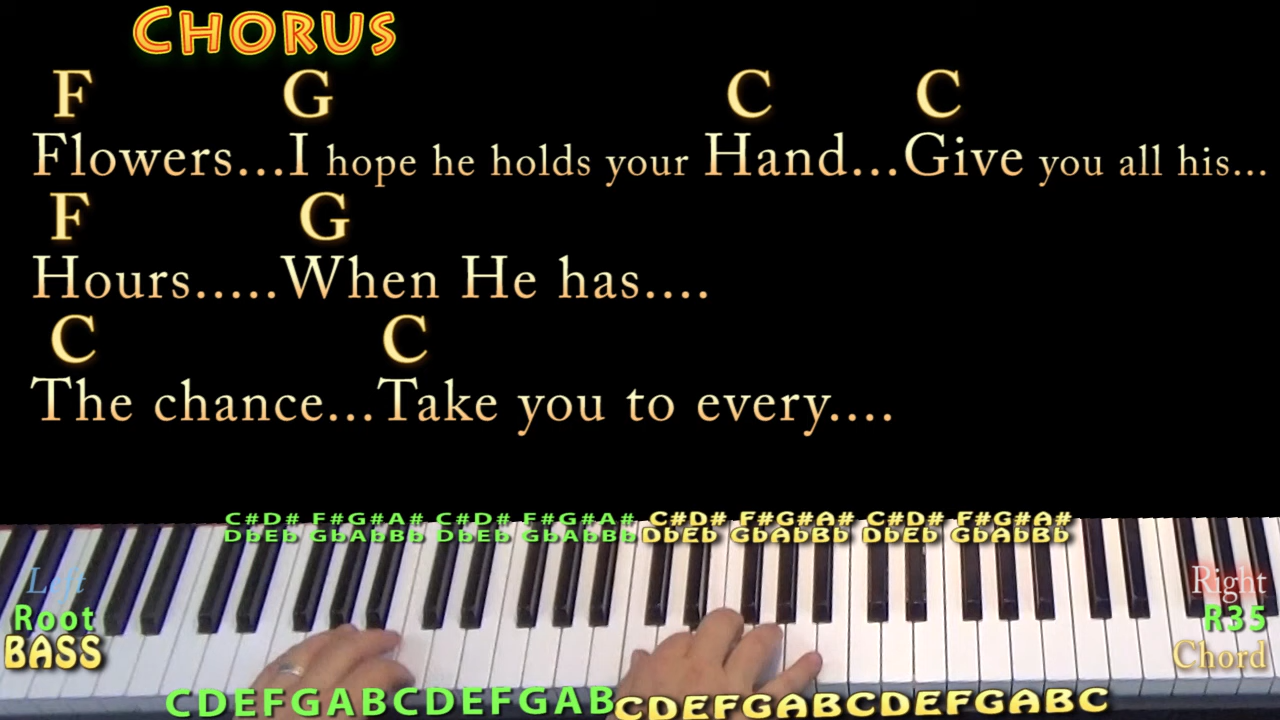 CHORUS
F G C C
Flowers...I hope he holds your Hand...Give you all his...
F G
Hours.....When He has....
C C
The chance...Take you to every....
C#D# F#G#A# C#D# F#G#A# C#D# F#G#A# C#D# F#G#A#
DbEb GbAbBb DbEb GbAbBb DbEb GbAbBb DbEb GbAbBb
Left Right
Root R35
BASS Chord
CDEFGABCDEFGAB CDEFGABCDEFGABC